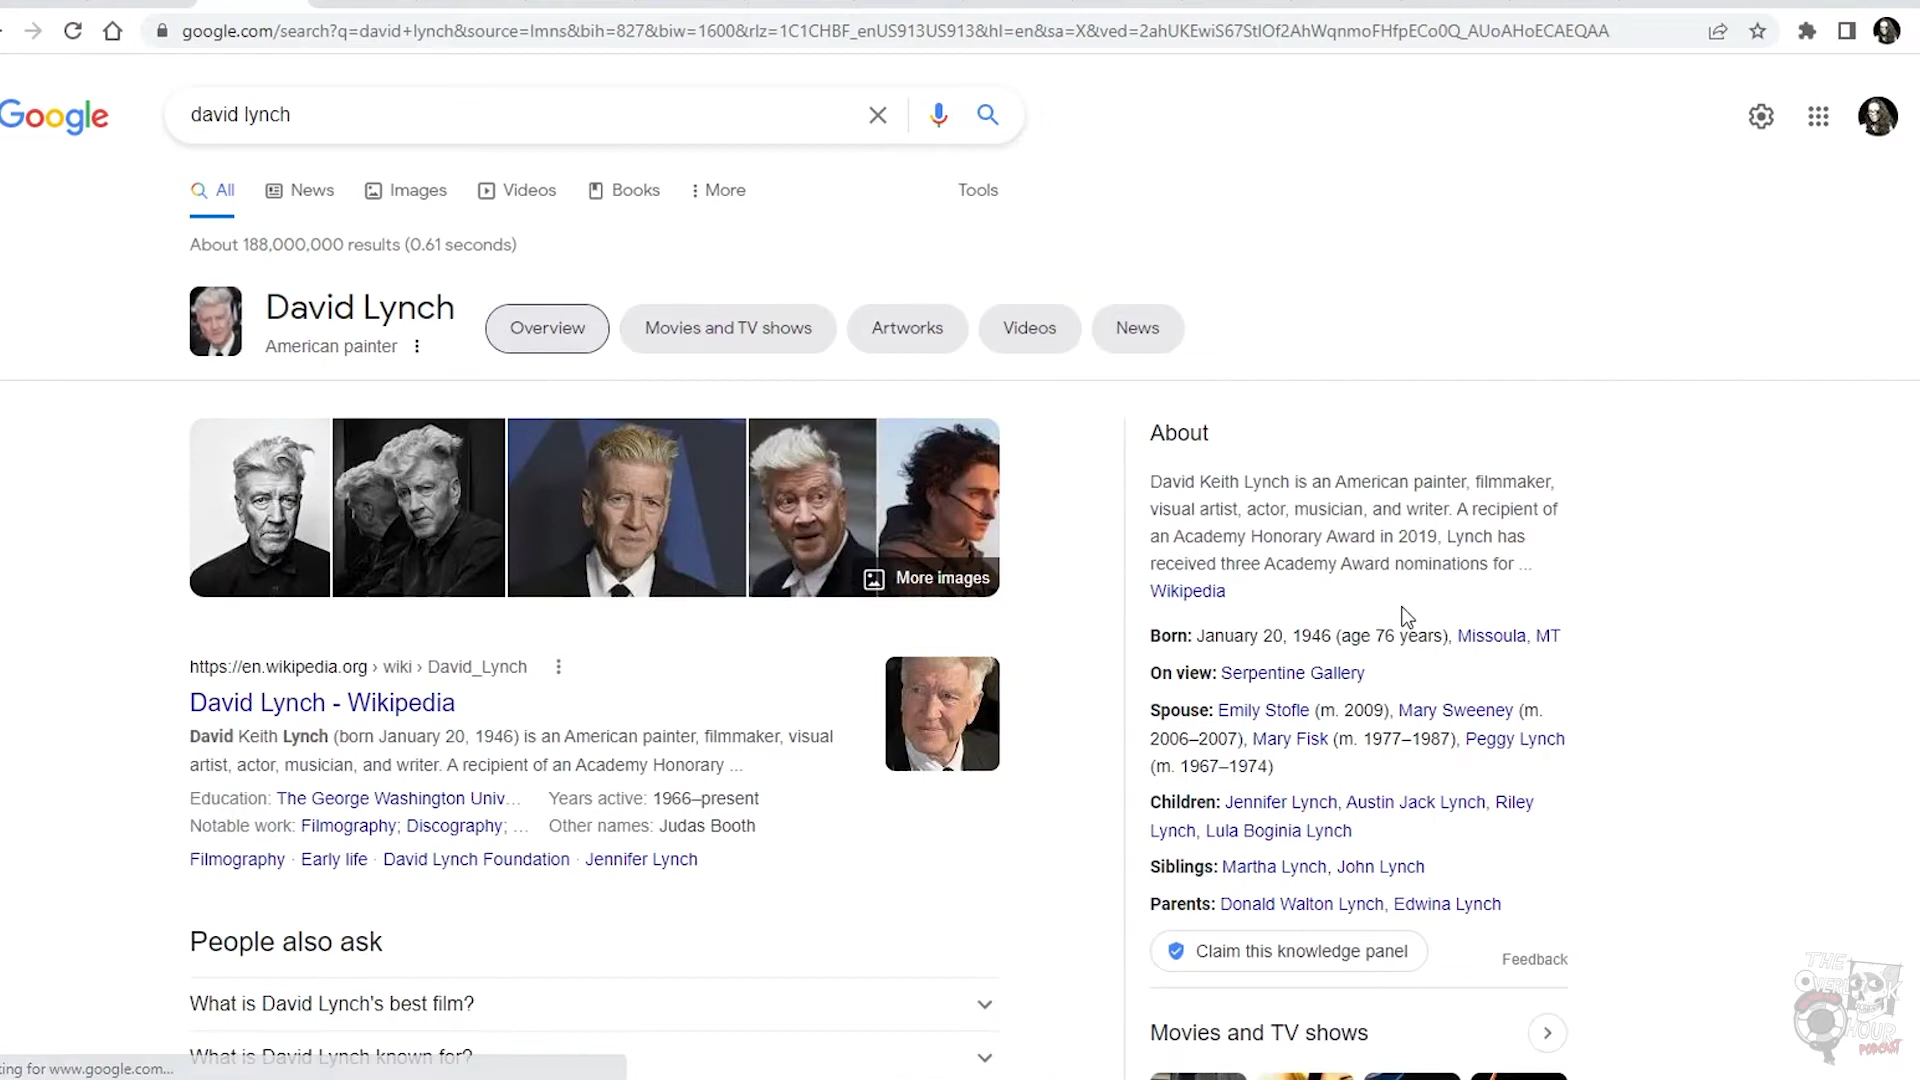 google.com/search?q=david+lynch&source=lmns&bih=827&biw=1600&rlz=1C1CHBF_enUS913US913&hl=en&sa=X&ved=2ahUKEwiS67StlOf2AhWqnmoFHfpECo0Q_AUoAHoECAEQAA
Google
david lynch
All
News
Images
Videos
Books
More
Tools
About 188,000,000 results (0.61 seconds)
David Lynch
American painter
Overview
Movies and TV shows
Artworks
Videos
News
More images
https://en.wikipedia.org › wiki › David_Lynch
David Lynch - Wikipedia
David Keith Lynch (born January 20, 1946) is an American painter, filmmaker, visual
artist, actor, musician, and writer. A recipient of an Academy Honorary ...
Education: The George Washington Univ...
Years active: 1966–present
Notable work: Filmography; Discography; ...
Other names: Judas Booth
Filmography · Early life · David Lynch Foundation · Jennifer Lynch
People also ask
What is David Lynch's best film?
What is David Lynch known for?
ting for www.google.com...
About
David Keith Lynch is an American painter, filmmaker,
visual artist, actor, musician, and writer. A recipient of
an Academy Honorary Award in 2019, Lynch has
received three Academy Award nominations for ...
Wikipedia
Born: January 20, 1946 (age 76 years), Missoula, MT
On view: Serpentine Gallery
Spouse: Emily Stofle (m. 2009), Mary Sweeney (m.
2006–2007), Mary Fisk (m. 1977–1987), Peggy Lynch
(m. 1967–1974)
Children: Jennifer Lynch, Austin Jack Lynch, Riley
Lynch, Lula Boginia Lynch
Siblings: Martha Lynch, John Lynch
Parents: Donald Walton Lynch, Edwina Lynch
Claim this knowledge panel
Feedback
Movies and TV shows
THE
OVERLOOK
HOUR
PODCAST